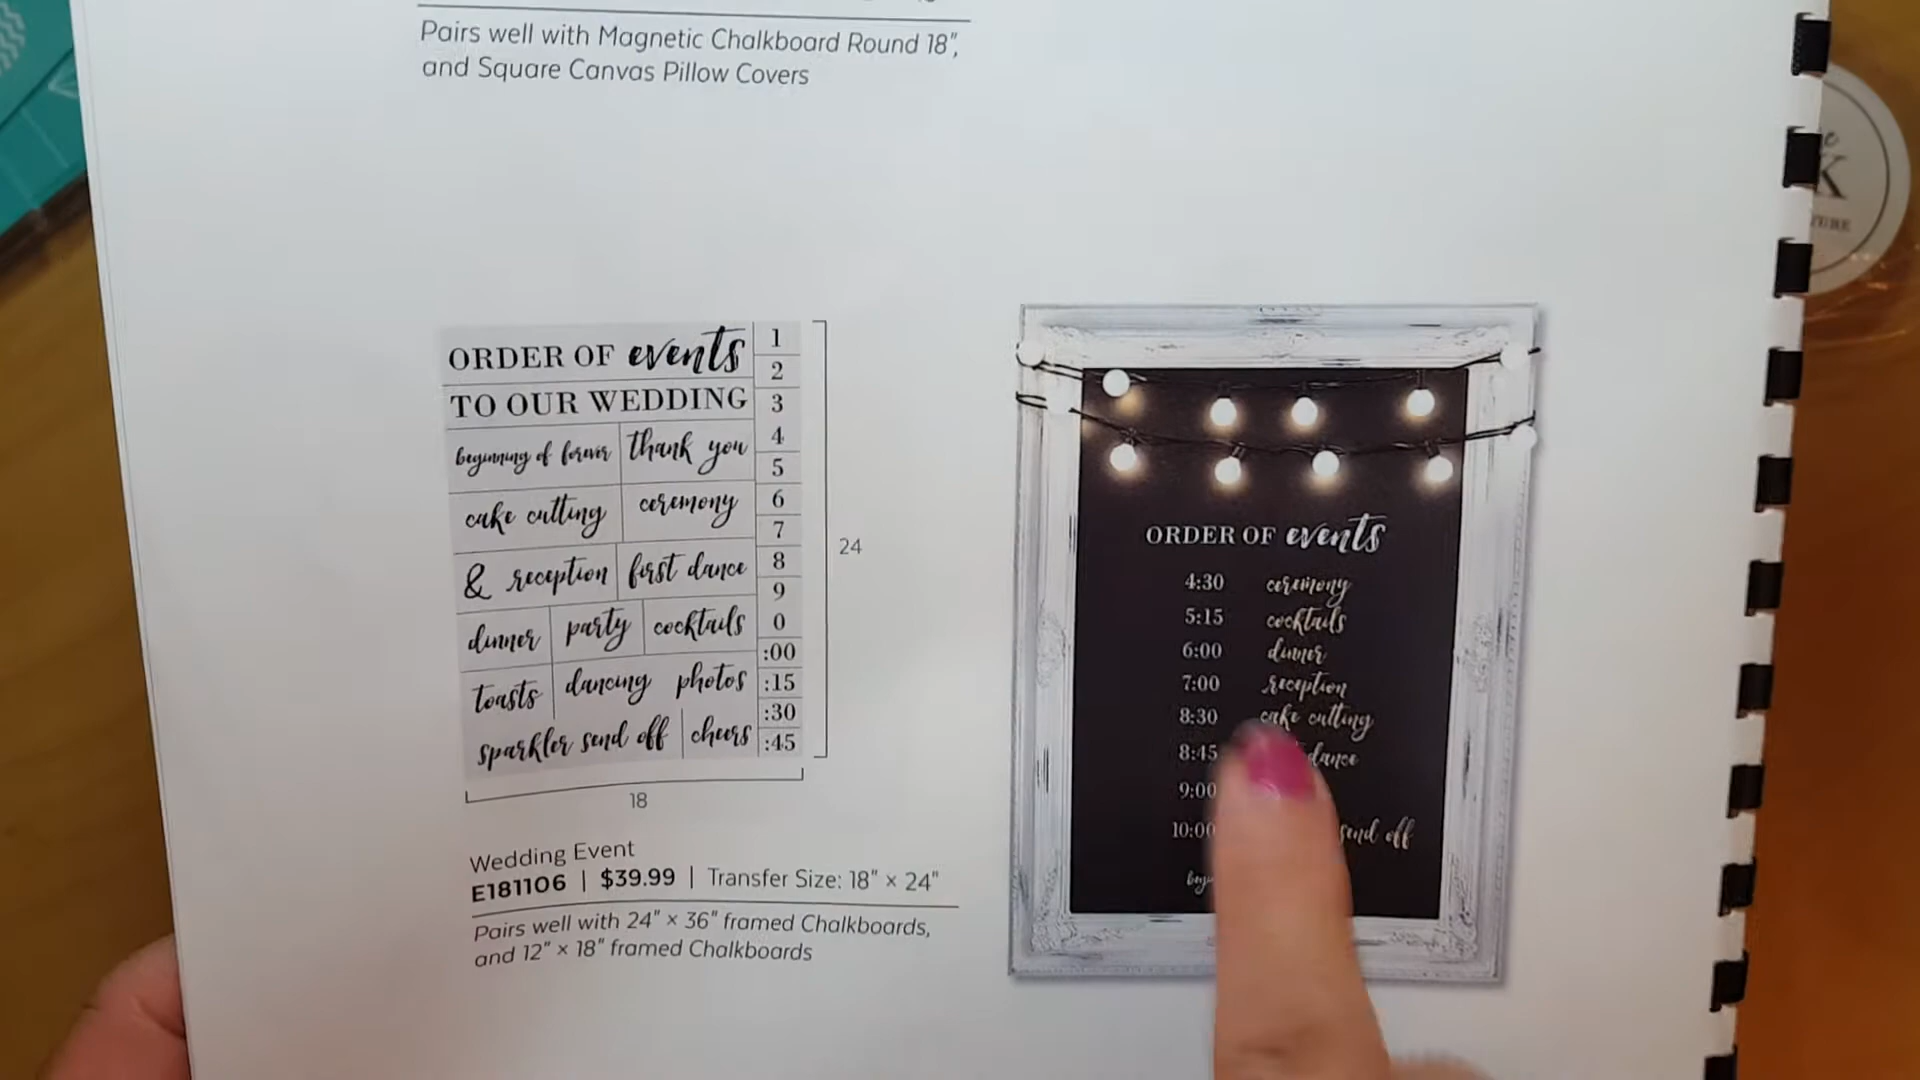 Pairs well with Magnetic Chalkboard Round 18",
and Square Canvas Pillow Covers
ORDER OF events
TO OUR WEDDING
beginning of forever thank you
cake cutting ceremony
& reception first dance
dinner party cocktails
toasts dancing photos
sparkler send off cheers
1
2
3
4
5
6
7
8
9
0
:00
:15
:30
:45
24
18
Wedding Event
E181106 | $39.99 | Transfer Size: 18" × 24"
Pairs well with 24" × 36" framed Chalkboards,
and 12" × 18" framed Chalkboards
ORDER OF events
4:30 ceremony
5:15 cocktails
6:00 dinner
7:00 reception
8:30 cake cutting
8:45 dance
9:00
10:00 send off
K